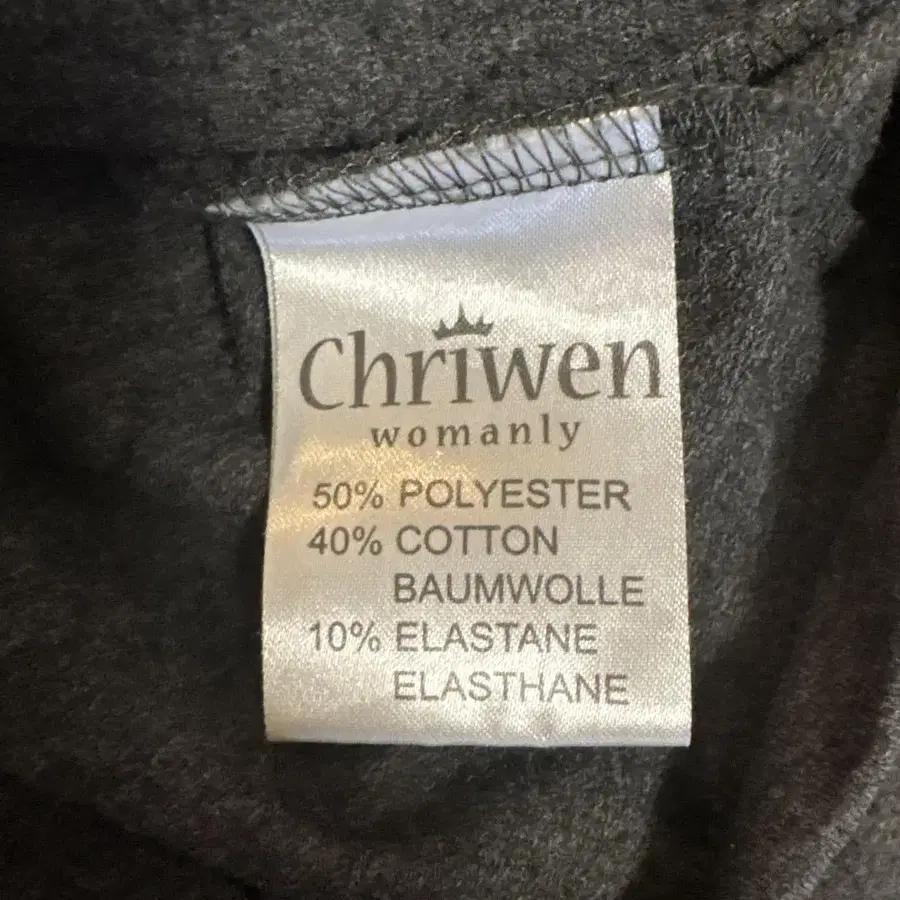 Chriwen
womanly
50% POLYESTER
40% COTTON
BAUMWOLLE
10% ELASTANE
ELASTHANE